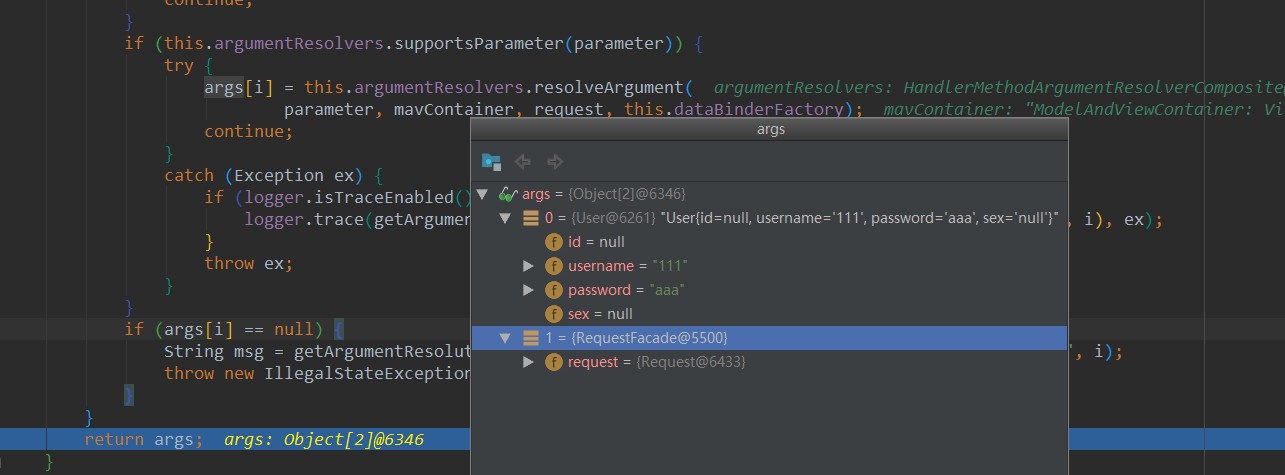 continue;
}
if (this.argumentResolvers.supportsParameter(parameter)) {
try {
args[i] = this.argumentResolvers.resolveArgument( argumentResolvers: HandlerMethodArgumentResolverComposite@
parameter, mavContainer, request, this.dataBinderFactory); mavContainer: "ModelAndViewContainer: Vi
continue;
}
catch (Exception ex) {
if (logger.isTraceEnabled()
logger.trace(getArgumen
, i), ex);
}
throw ex;
}
}
if (args[i] == null) {
String msg = getArgumentResolut
", i);
throw new IllegalStateException
}
}
return args; args: Object[2]@6346
}
args
args = {Object[2]@6346}
0 = {User@6261} "User{id=null, username='111', password='aaa', sex='null'}"
f id = null
f username = "111"
f password = "aaa"
f sex = null
1 = {RequestFacade@5500}
f request = {Request@6433}